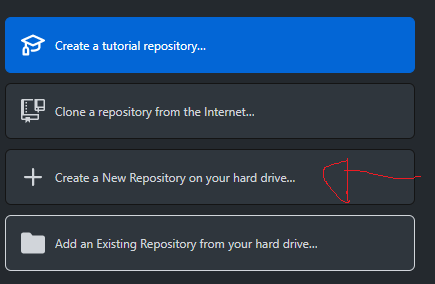 Create a tutorial repository...
Clone a repository from the Internet...
Create a New Repository on your hard drive...
Add an Existing Repository from your hard drive...